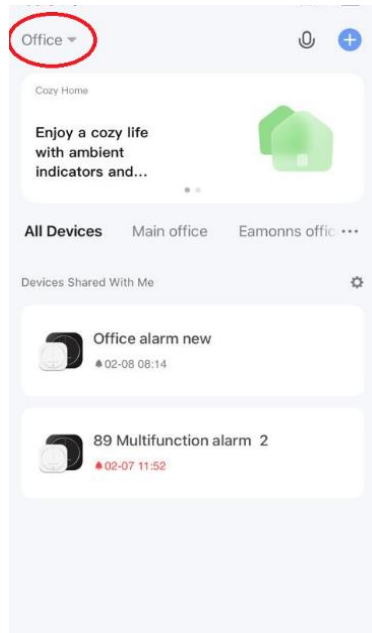 Office
Cozy Home
Enjoy a cozy life
with ambient
indicators and...
All Devices Main office Eamonns offic ...
Devices Shared With Me
Office alarm new
02-08 08:14
89 Multifunction alarm 2
02-07 11:52